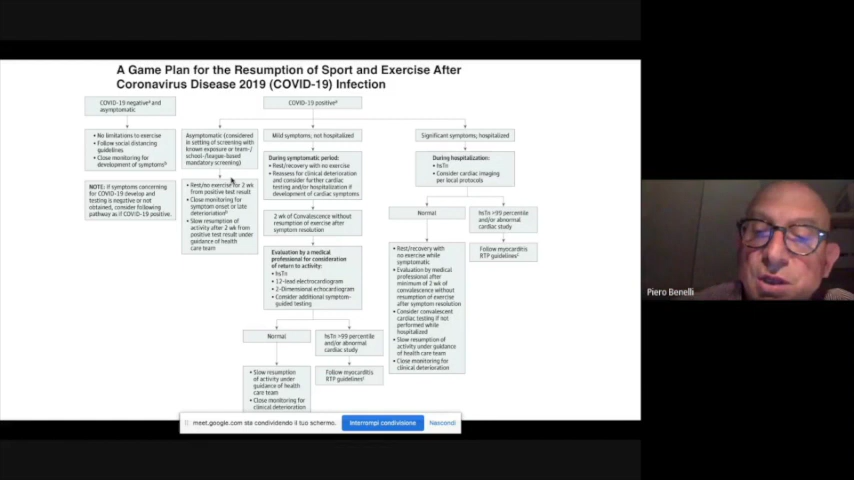 A Game Plan for the Resumption of Sport and Exercise After
Coronavirus Disease 2019 (COVID-19) Infection
COVID-19 negativeª and
asymptomatic
• No limitations to exercise
• Follow social distancing
guidelines
• Close monitoring for
development of symptomsᵇ
NOTE: If symptoms concerning
for COVID-19 develop and
testing is negative or not
obtained, consider following
pathway as if COVID-19 positive.
COVID-19 positiveª
Asymptomatic (considered
in setting of screening with
known exposure or team-/
school-/league-based
mandatory screening)
• Rest/no exercise for 2 wk
from positive test result
• Close monitoring for
symptom onset or late
deteriorationᵇ
• Slow resumption of
activity after 2 wk from
positive test result under
guidance of health
care team
Mild symptoms; not hospitalized
During symptomatic period:
• Rest/recovery with no exercise
• Reassess for clinical deterioration
and consider further cardiac
testing and/or hospitalization if
development of cardiac symptoms
2 wk of Convalescence without
resumption of exercise after
symptom resolution
Evaluation by a medical
professional for consideration
of return to activity:
• hsTn
• 12-lead electrocardiogram
• 2-Dimensional echocardiogram
• Consider additional symptom-
guided testing
Normal
• Slow resumption
of activity under
guidance of health
care team
• Close monitoring for
clinical deterioration
hsTn >99 percentile
and/or abnormal
cardiac study
Follow myocarditis
RTP guidelinesᶜ
Significant symptoms; hospitalized
During hospitalization:
• hsTn
• Consider cardiac imaging
per local protocols
Normal
• Rest/recovery with
no exercise while
symptomatic
• Evaluation by medical
professional after
minimum of 2 wk of
convalescence without
resumption of exercise
after symptom resolution
• Consider convalescent
cardiac testing if not
performed while
hospitalized
• Slow resumption of
activity under guidance
of health care team
• Close monitoring for
clinical deterioration
hsTn >99 percentile
and/or abnormal
cardiac study
Follow myocarditis
RTP guidelinesᶜ
meet.google.com sta condividendo il tuo schermo.
Interrompi condivisione
Nascondi
Piero Benelli